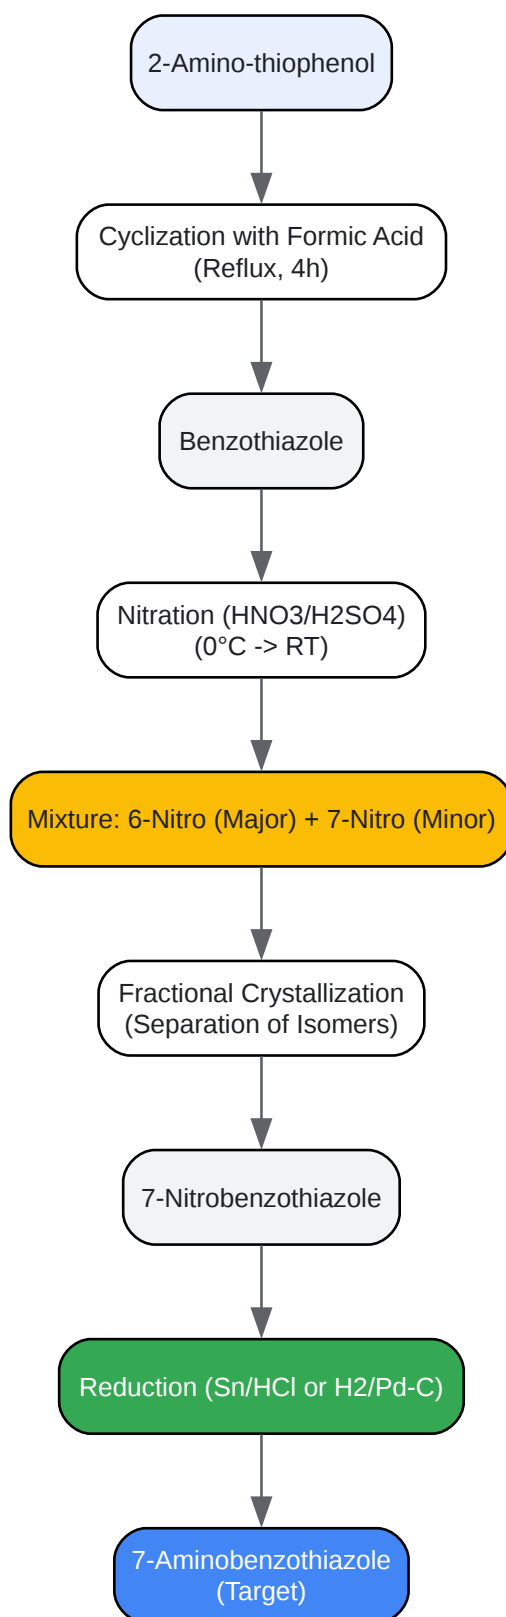 2-Amino-thiophenol
Cyclization with Formic Acid
(Reflux, 4h)
Benzothiazole
Nitration (HNO3/H2SO4)
(0°C -> RT)
Mixture: 6-Nitro (Major) + 7-Nitro (Minor)
Fractional Crystallization
(Separation of Isomers)
7-Nitrobenzothiazole
Reduction (Sn/HCl or H2/Pd-C)
7-Aminobenzothiazole
(Target)